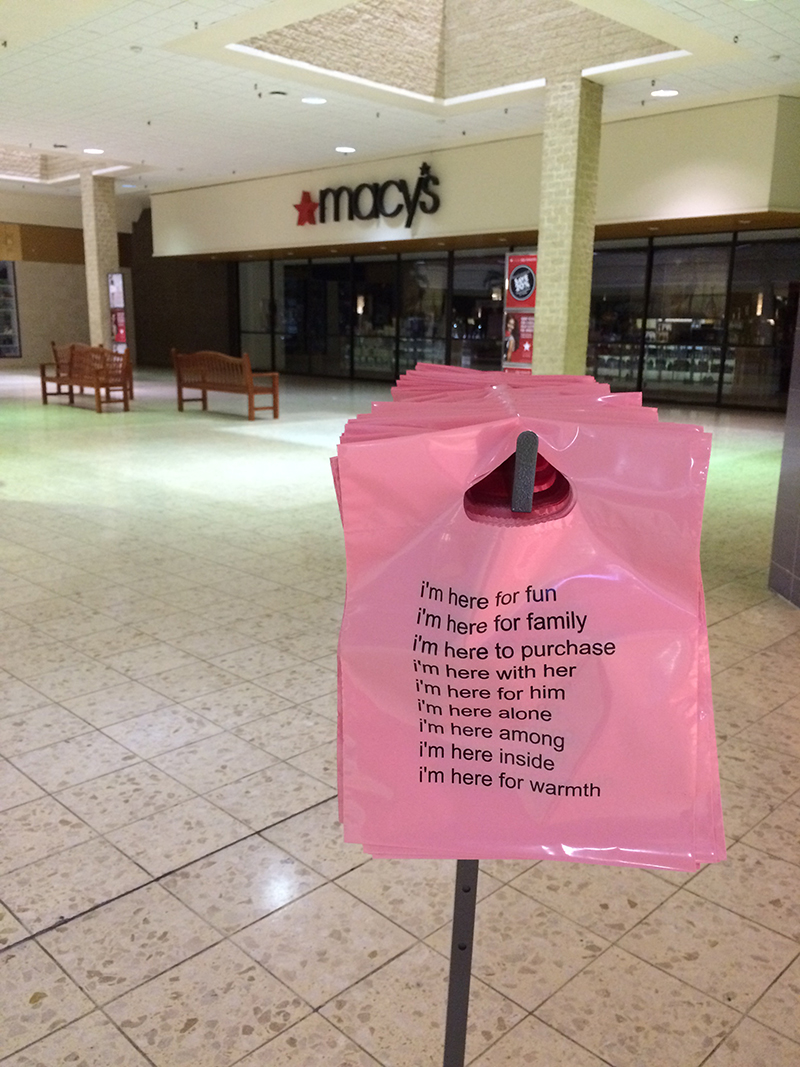 macy's
i'm here for fun
i'm here for family
i'm here to purchase
i'm here with her
i'm here for him
i'm here alone
i'm here among
i'm here inside
i'm here for warmth